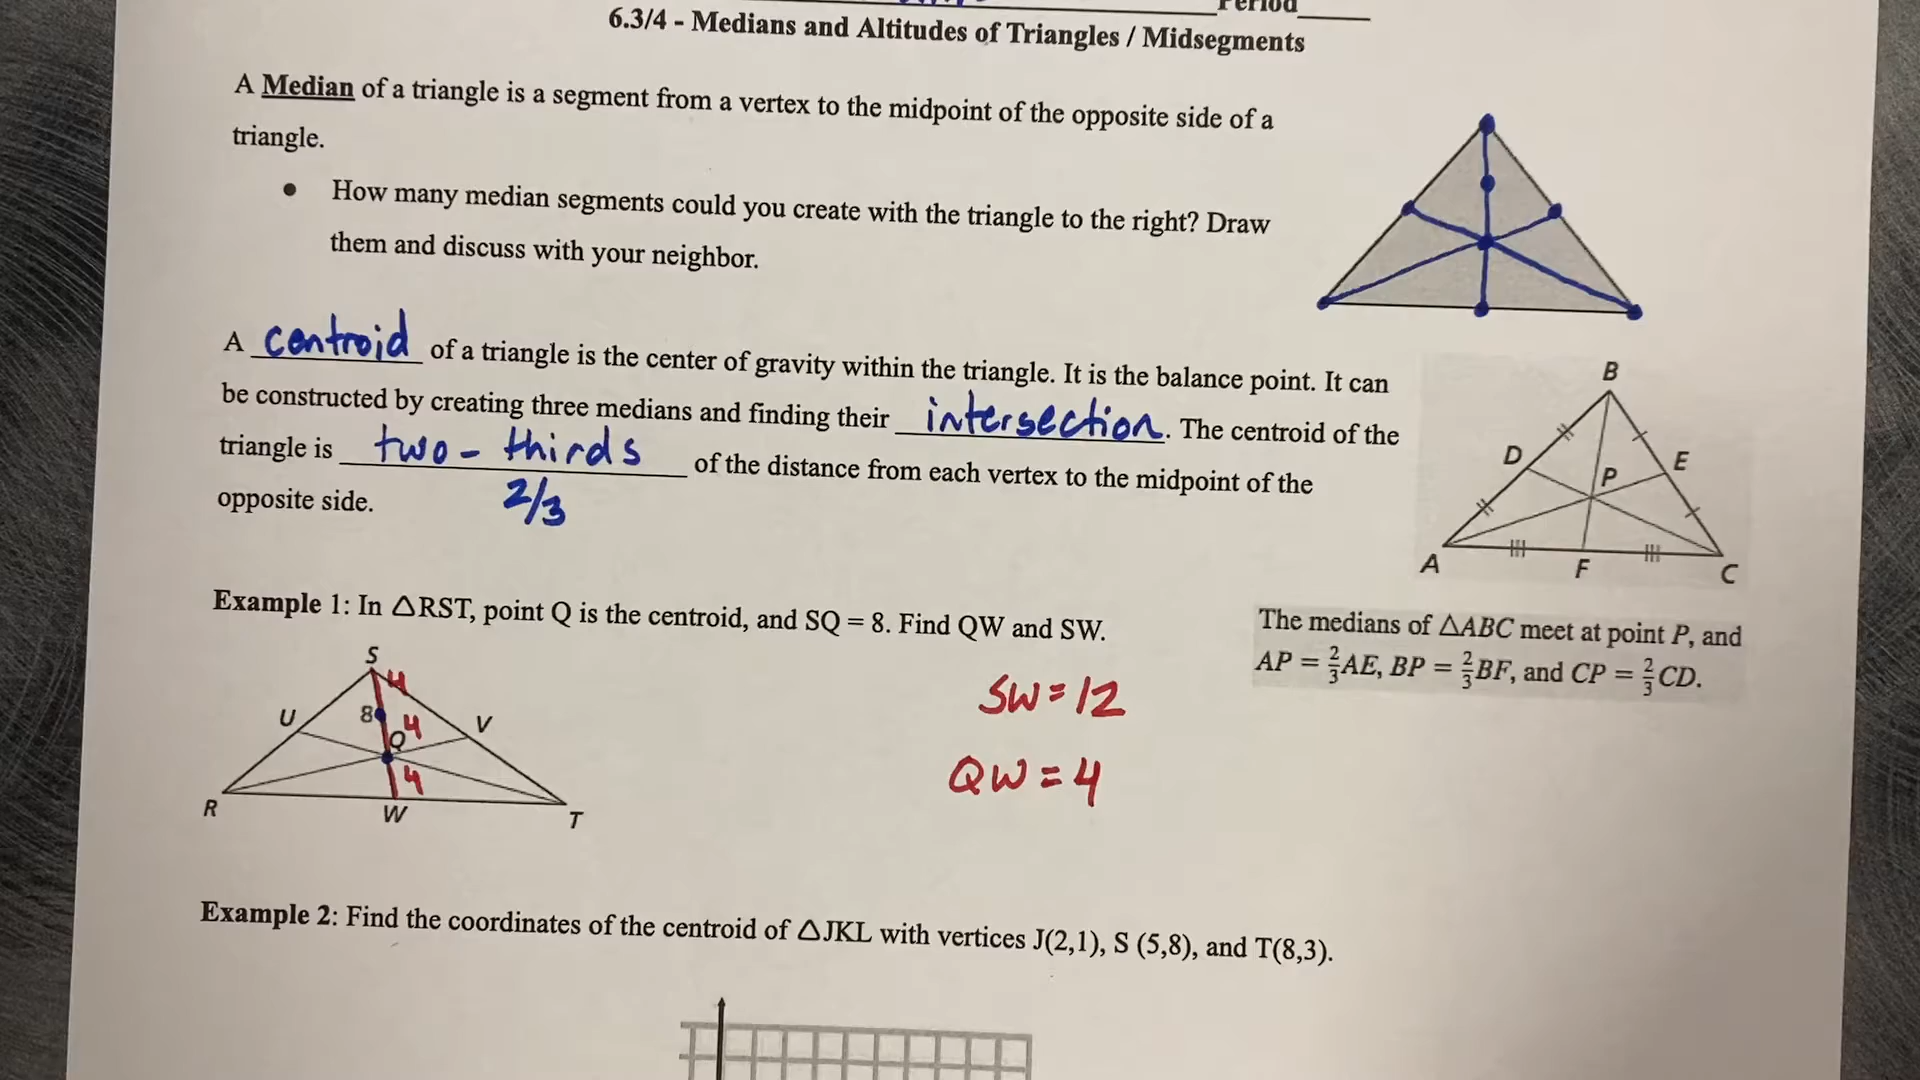 Period
6.3/4 - Medians and Altitudes of Triangles / Midsegments
A Median of a triangle is a segment from a vertex to the midpoint of the opposite side of a
triangle.
● How many median segments could you create with the triangle to the right? Draw
them and discuss with your neighbor.
A centroid of a triangle is the center of gravity within the triangle. It is the balance point. It can
be constructed by creating three medians and finding their intersection. The centroid of the
triangle is two-thirds of the distance from each vertex to the midpoint of the
2/3
opposite side.
B
D
E
P
A
F
C
The medians of △ABC meet at point P, and
AP = 2/3 AE, BP = 2/3 BF, and CP = 2/3 CD.
Example 1: In △RST, point Q is the centroid, and SQ = 8. Find QW and SW.
S
4
U
8
4
V
Q
4
R
W
T
SW = 12
QW = 4
Example 2: Find the coordinates of the centroid of △JKL with vertices J(2,1), S (5,8), and T(8,3).